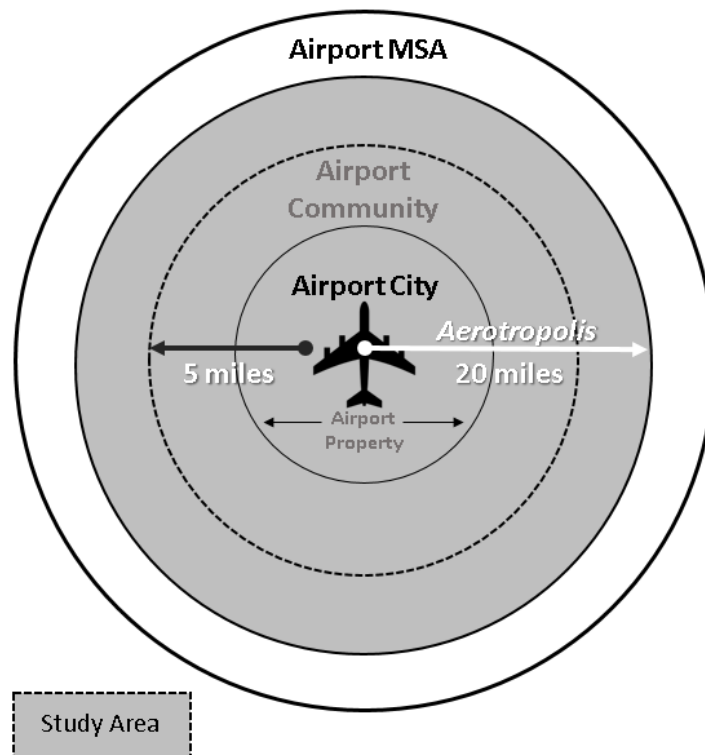 Airport MSA
Airport
Community
Airport City
Aerotropolis
5 miles
20 miles
Airport
Property
Study Area